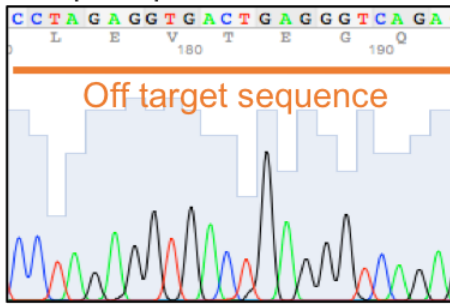 CCTAGAGGTGACTGAGGGTCAGA
L E V T E G Q
180 190
Off target sequence